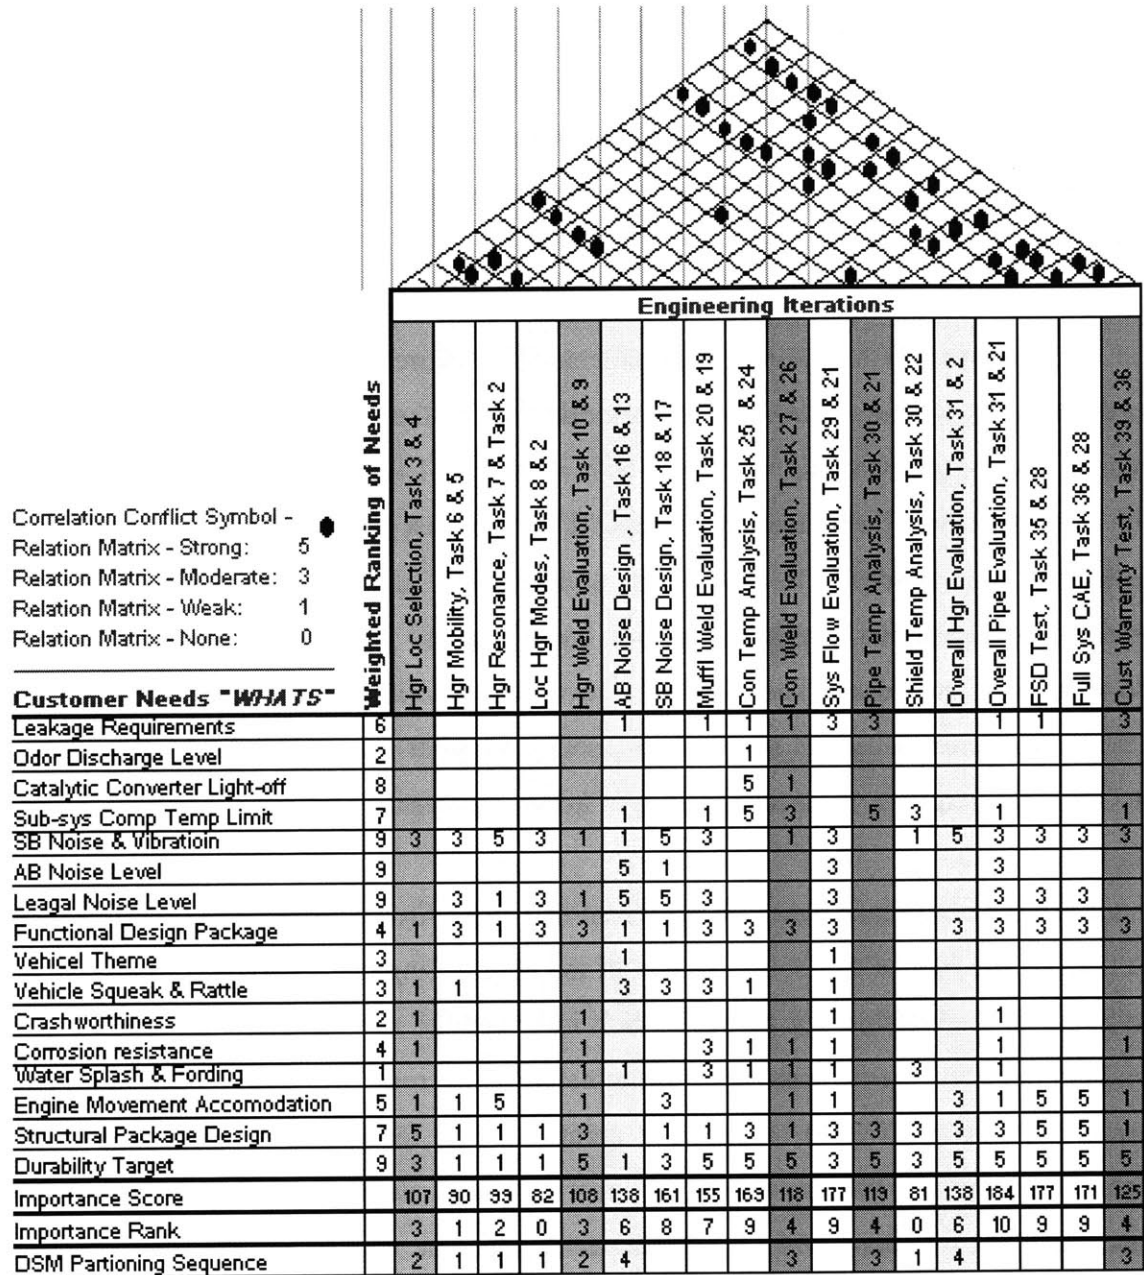 Engineering Iterations
Correlation Conflict Symbol -
Relation Matrix - Strong: 5
Relation Matrix - Moderate: 3
Relation Matrix - Weak: 1
Relation Matrix - None: 0
Customer Needs "WHATS"
Weighted Ranking of Needs
Hgr Loc Selection, Task 3 & 4
Hgr Mobility, Task 6 & 5
Hgr Resonance, Task 7 & Task 2
Loc Hgr Modes, Task 8 & 2
Hgr Weld Evaluation, Task 10 & 9
AB Noise Design , Task 16 & 13
SB Noise Design, Task 18 & 17
Muffl Weld Evaluation, Task 20 & 19
Con Temp Analysis, Task 25 & 24
Con Weld Evaluation, Task 27 & 26
Sys Flow Evaluation, Task 29 & 21
Pipe Temp Analysis, Task 30 & 21
Shield Temp Analysis, Task 30 & 22
Overall Hgr Evaluation, Task 31 & 2
Overall Pipe Evaluation, Task 31 & 21
FSD Test, Task 35 & 28
Full Sys CAE, Task 36 & 28
Cust Warrenty Test, Task 39 & 36
Leakage Requirements 6 1 1 1 1 3 3 1 1 3
Odor Discharge Level 2 1
Catalytic Converter Light-off 8 5 1
Sub-sys Comp Temp Limit 7 1 1 5 3 5 3 1 1
SB Noise & Vibratioin 9 3 3 5 3 1 1 5 3 1 3 1 5 3 3 3 3
AB Noise Level 9 5 1 3 3
Leagal Noise Level 9 3 1 3 1 5 5 3 3 3 3 3
Functional Design Package 4 1 3 1 3 3 1 1 3 3 3 3 3 3 3 3 3
Vehicel Theme 3 1 1
Vehicle Squeak & Rattle 3 1 1 3 3 3 1 1
Crashworthiness 2 1 1 1 1
Corrosion resistance 4 1 1 3 1 1 1 1 1
Water Splash & Fording 1 1 1 3 1 1 1 3 1
Engine Movement Accomodation 5 1 1 5 1 3 1 1 3 1 5 5 1
Structural Package Design 7 5 1 1 1 3 1 1 3 1 3 3 3 3 3 5 5 1
Durability Target 9 3 1 1 1 5 1 3 5 5 5 3 5 3 5 5 5 5 5
Importance Score 107 90 99 82 108 138 161 155 169 118 177 119 81 138 184 177 171 125
Importance Rank 3 1 2 0 3 6 8 7 9 4 9 4 0 6 10 9 9 4
DSM Partioning Sequence 2 1 1 1 2 4 3 3 1 4 3